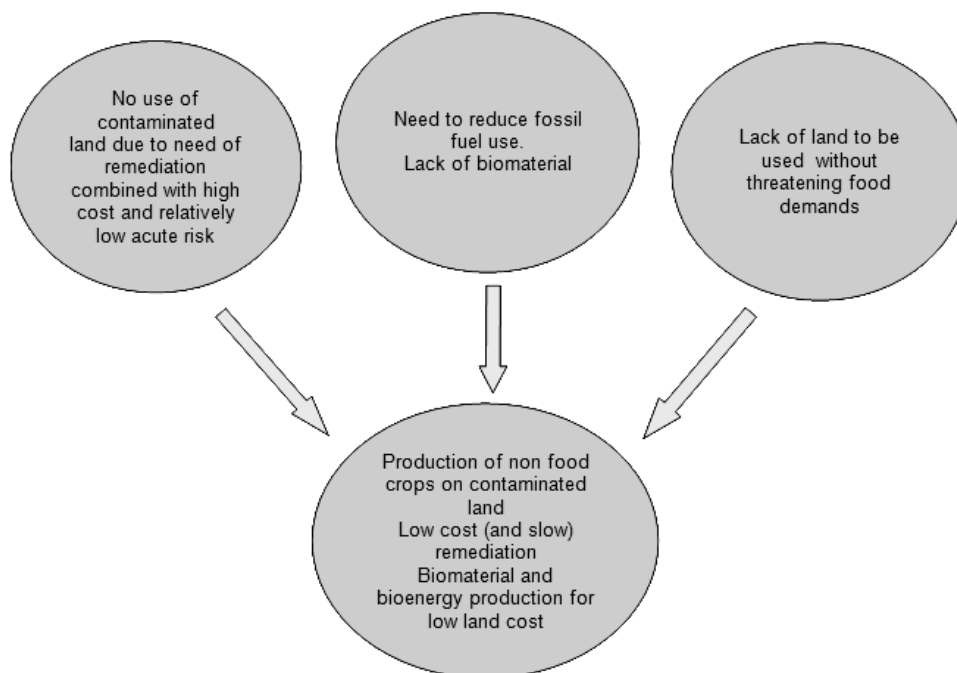 No use of
contaminated
land due to need of
remediation
combined with high
cost and relatively
low acute risk
Need to reduce fossil
fuel use.
Lack of biomaterial
Lack of land to be
used without
threatening food
demands
Production of non food
crops on contaminated
land
Low cost (and slow)
remediation
Biomaterial and
bioenergy production for
low land cost